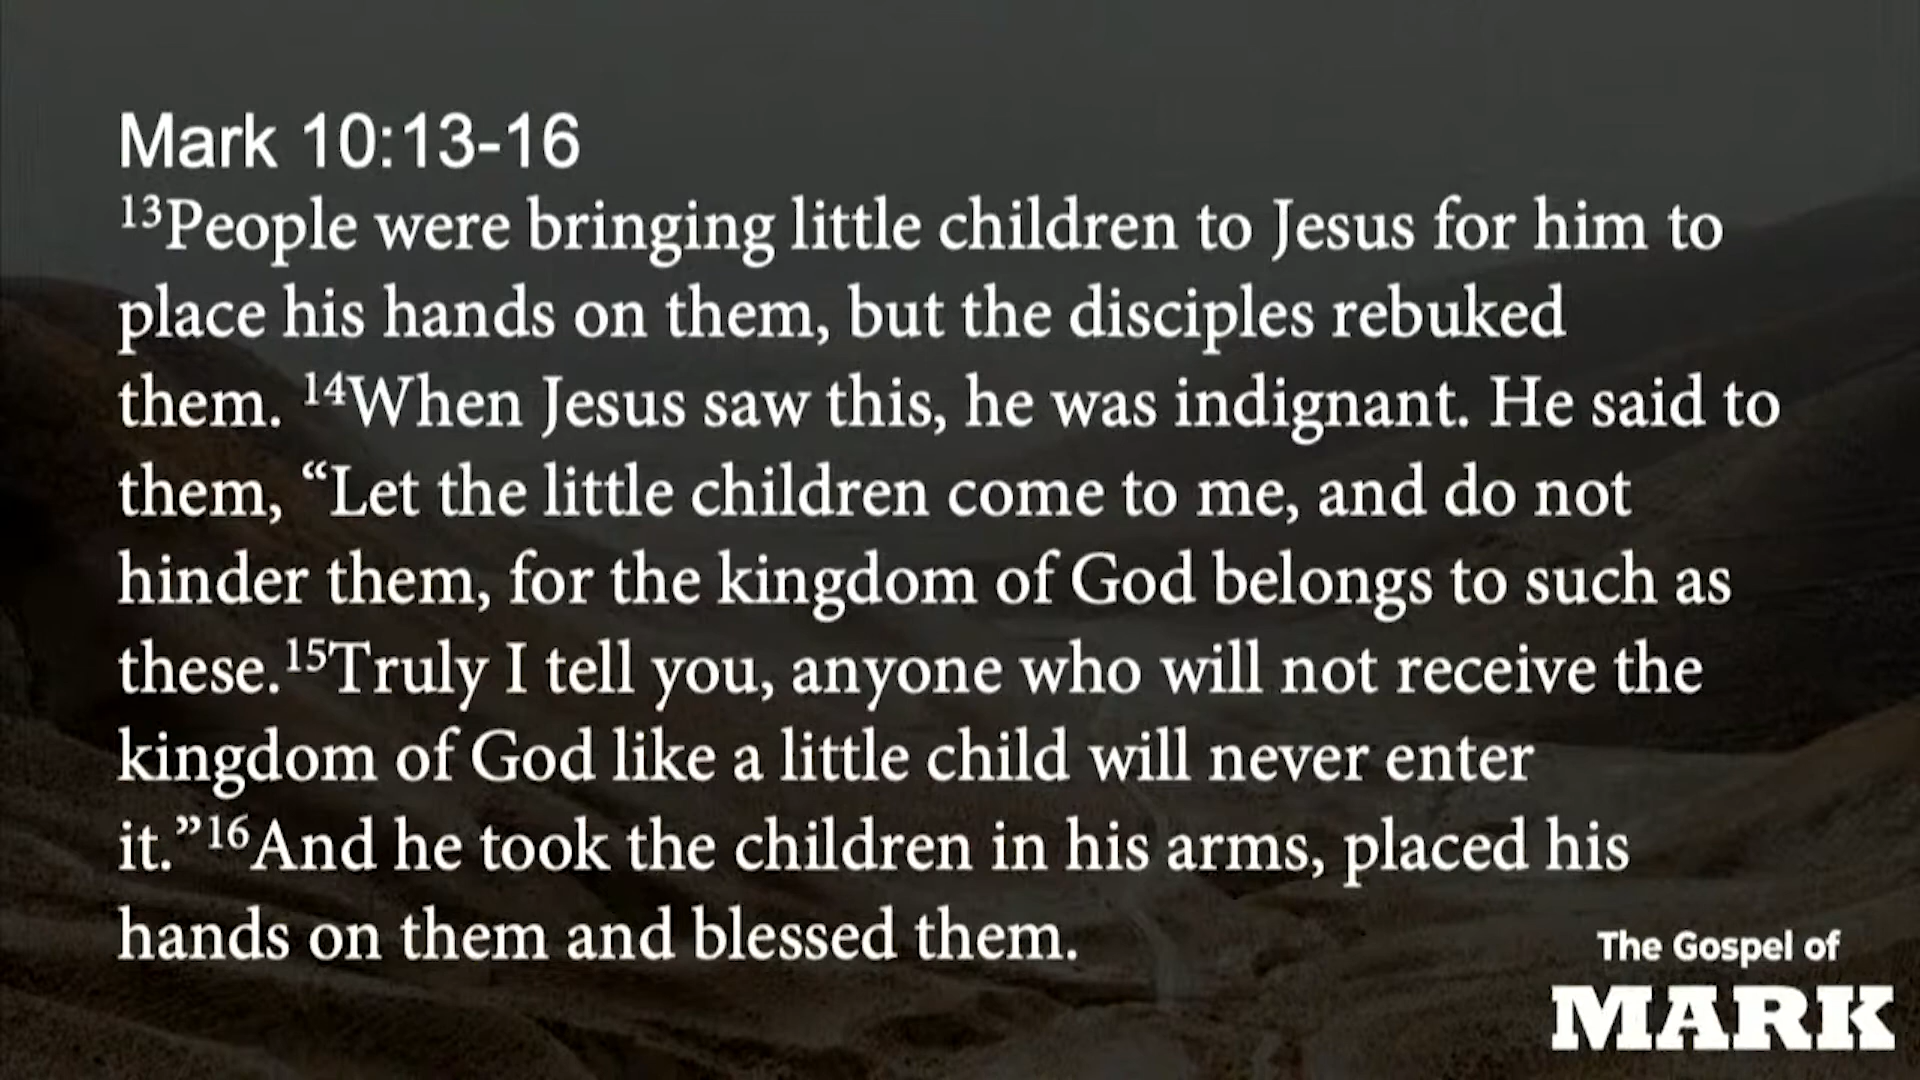 Mark 10:13-16
¹³People were bringing little children to Jesus for him to
place his hands on them, but the disciples rebuked
them. ¹⁴When Jesus saw this, he was indignant. He said to
them, “Let the little children come to me, and do not
hinder them, for the kingdom of God belongs to such as
these.¹⁵Truly I tell you, anyone who will not receive the
kingdom of God like a little child will never enter
it.”¹⁶And he took the children in his arms, placed his
hands on them and blessed them.
The Gospel of
MARK